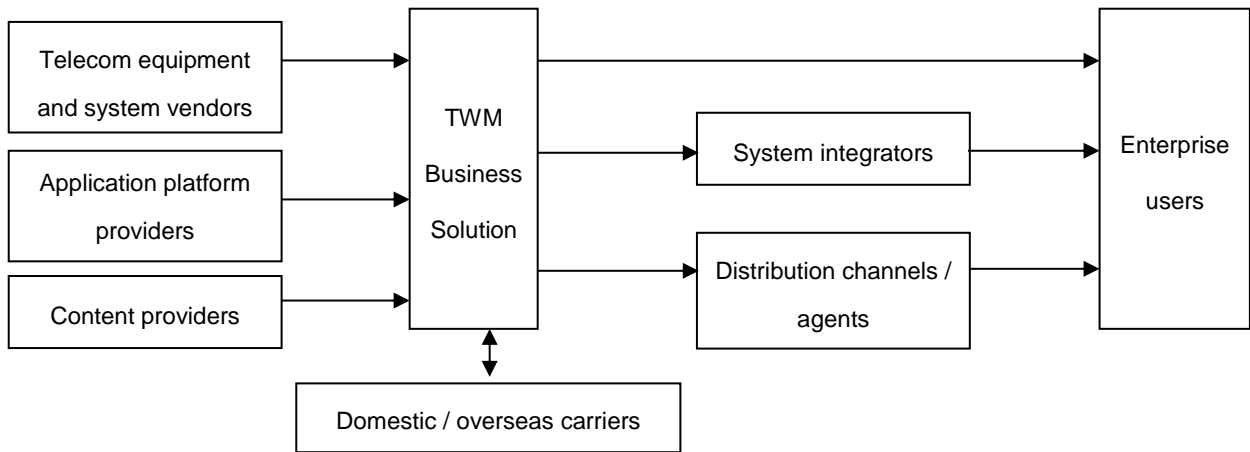 Telecom equipment
and system vendors
Application platform
providers
Content providers
TWM
Business
Solution
System integrators
Distribution channels /
agents
Enterprise
users
Domestic / overseas carriers